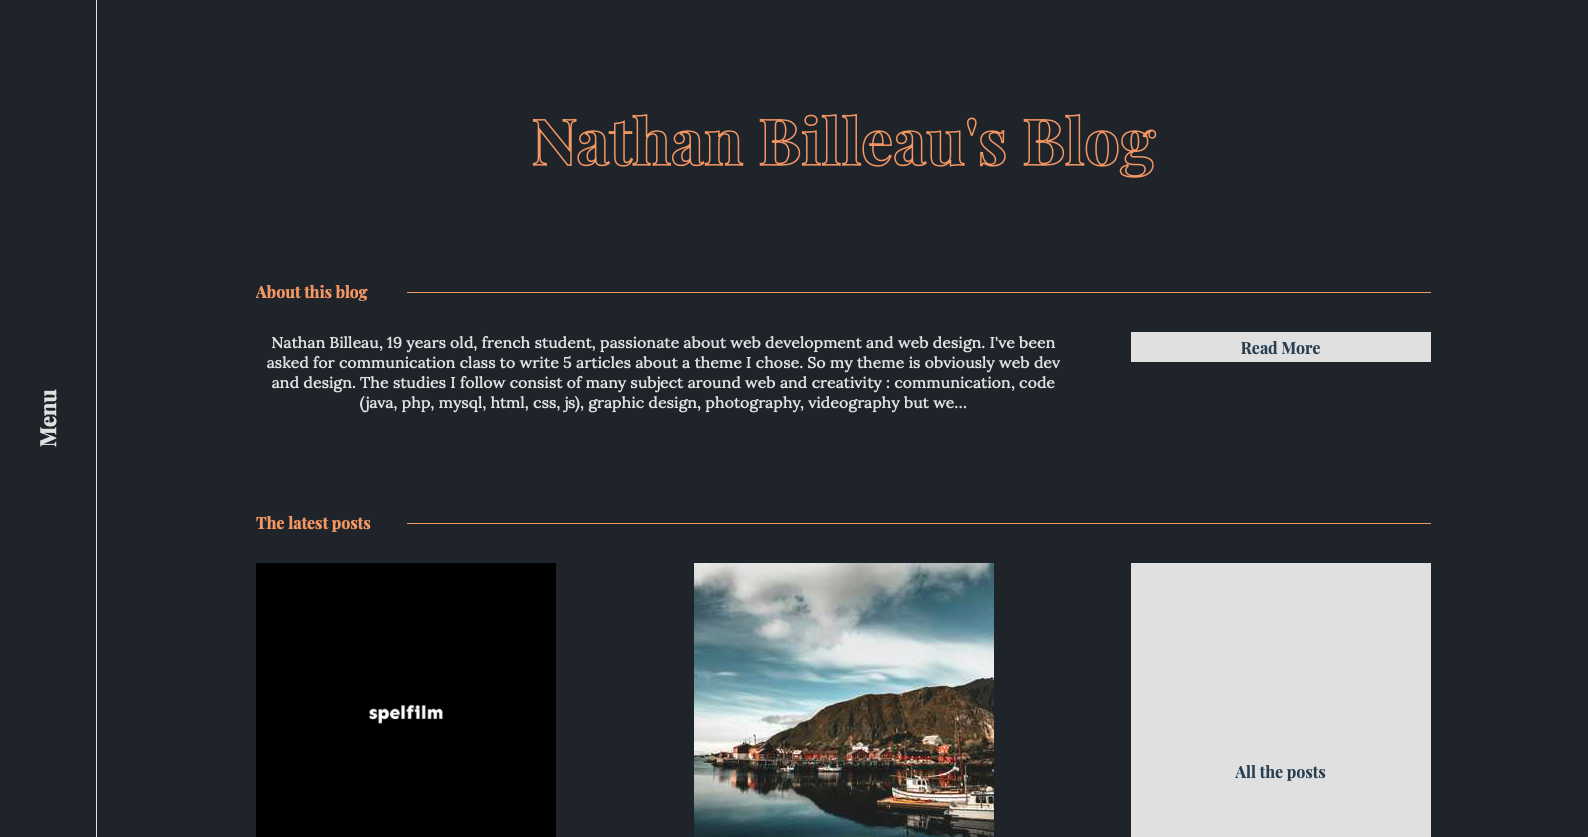 Nathan Billeau's Blog
About this blog
Nathan Billeau, 19 years old, french student, passionate about web development and web design. I've been
asked for communication class to write 5 articles about a theme I chose. So my theme is obviously web dev
and design. The studies I follow consist of many subject around web and creativity : communication, code
(java, php, mysql, html, css, js), graphic design, photography, videography but we...
Read More
Menu
The latest posts
spelfilm
All the posts